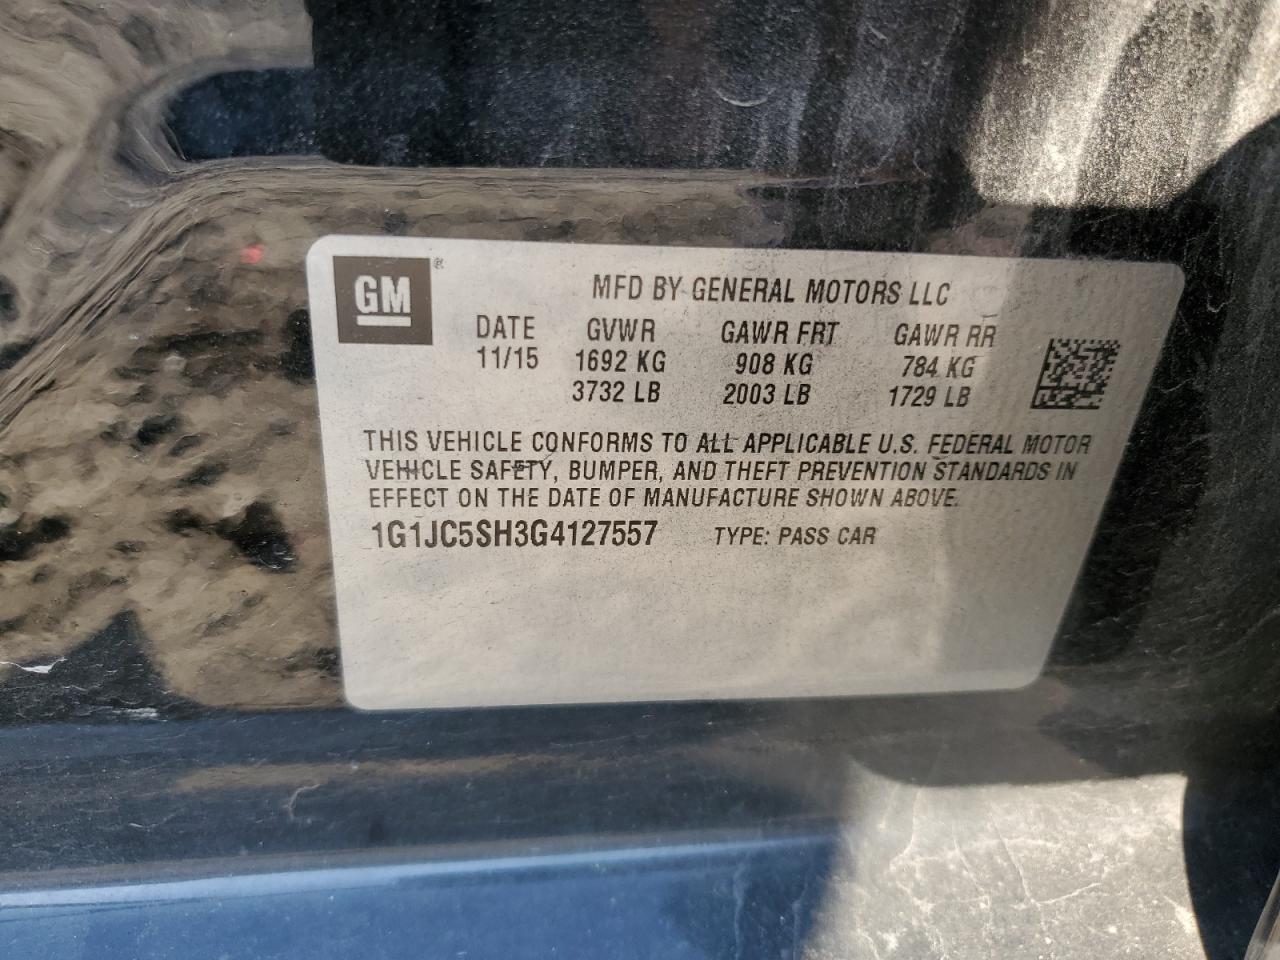 GM®
MFD BY GENERAL MOTORS LLC
DATE GVWR GAWR FRT GAWR RR
11/15 1692 KG 908 KG 784 KG
3732 LB 2003 LB 1729 LB
THIS VEHICLE CONFORMS TO ALL APPLICABLE U.S. FEDERAL MOTOR
VEHICLE SAFETY, BUMPER, AND THEFT PREVENTION STANDARDS IN
EFFECT ON THE DATE OF MANUFACTURE SHOWN ABOVE.
1G1JC5SH3G4127557 TYPE: PASS CAR